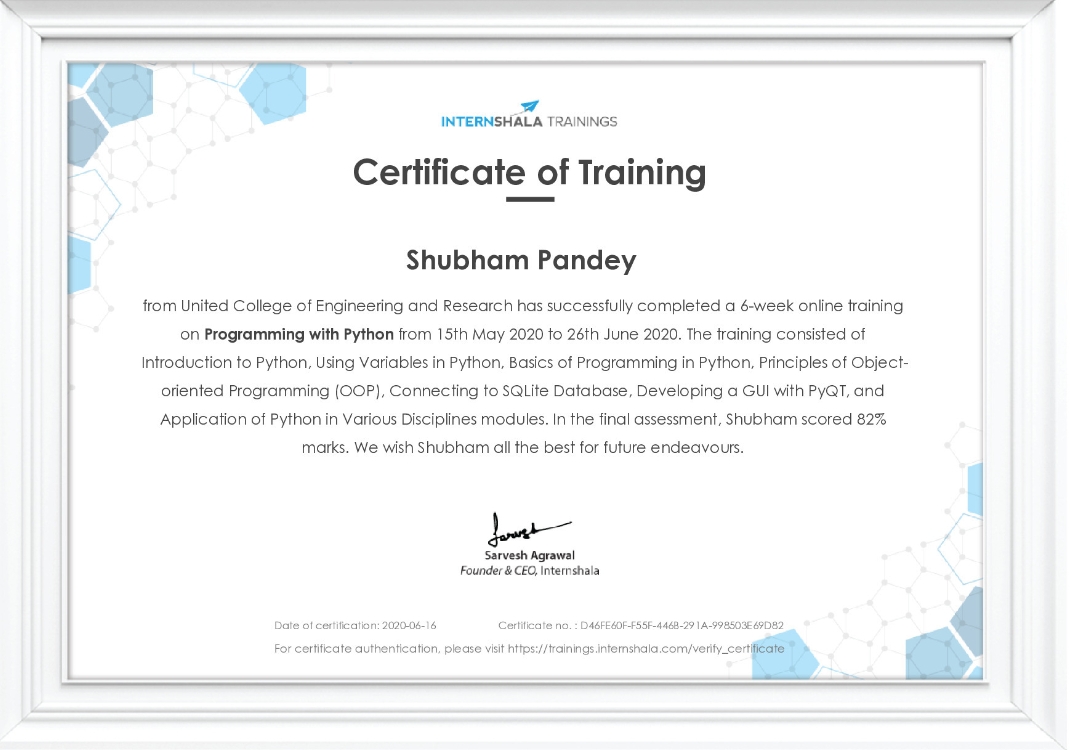 INTERNSHALA TRAININGS
Certificate of Training
Shubham Pandey
from United College of Engineering and Research has successfully completed a 6-week online training
on Programming with Python from 15th May 2020 to 26th June 2020. The training consisted of
Introduction to Python, Using Variables in Python, Basics of Programming in Python, Principles of Object-
oriented Programming (OOP), Connecting to SQLite Database, Developing a GUI with PyQT, and
Application of Python in Various Disciplines modules. In the final assessment, Shubham scored 82%
marks. We wish Shubham all the best for future endeavours.
Sarvesh
Sarvesh Agrawal
Founder & CEO, Internshala
Date of certification: 2020-06-16 Certificate no. : D46FE60F-F55F-446B-291A-998503E69D82
For certificate authentication, please visit https://trainings.internshala.com/verify_certificate